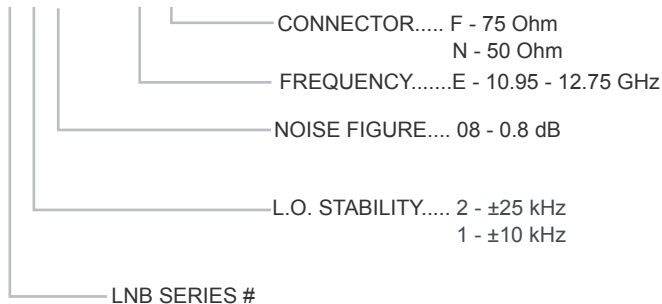 CONNECTOR..... F - 75 Ohm
N - 50 Ohm
FREQUENCY.......E - 10.95 - 12.75 GHz
NOISE FIGURE.... 08 - 0.8 dB
L.O. STABILITY..... 2 - ±25 kHz
1 - ±10 kHz
LNB SERIES #